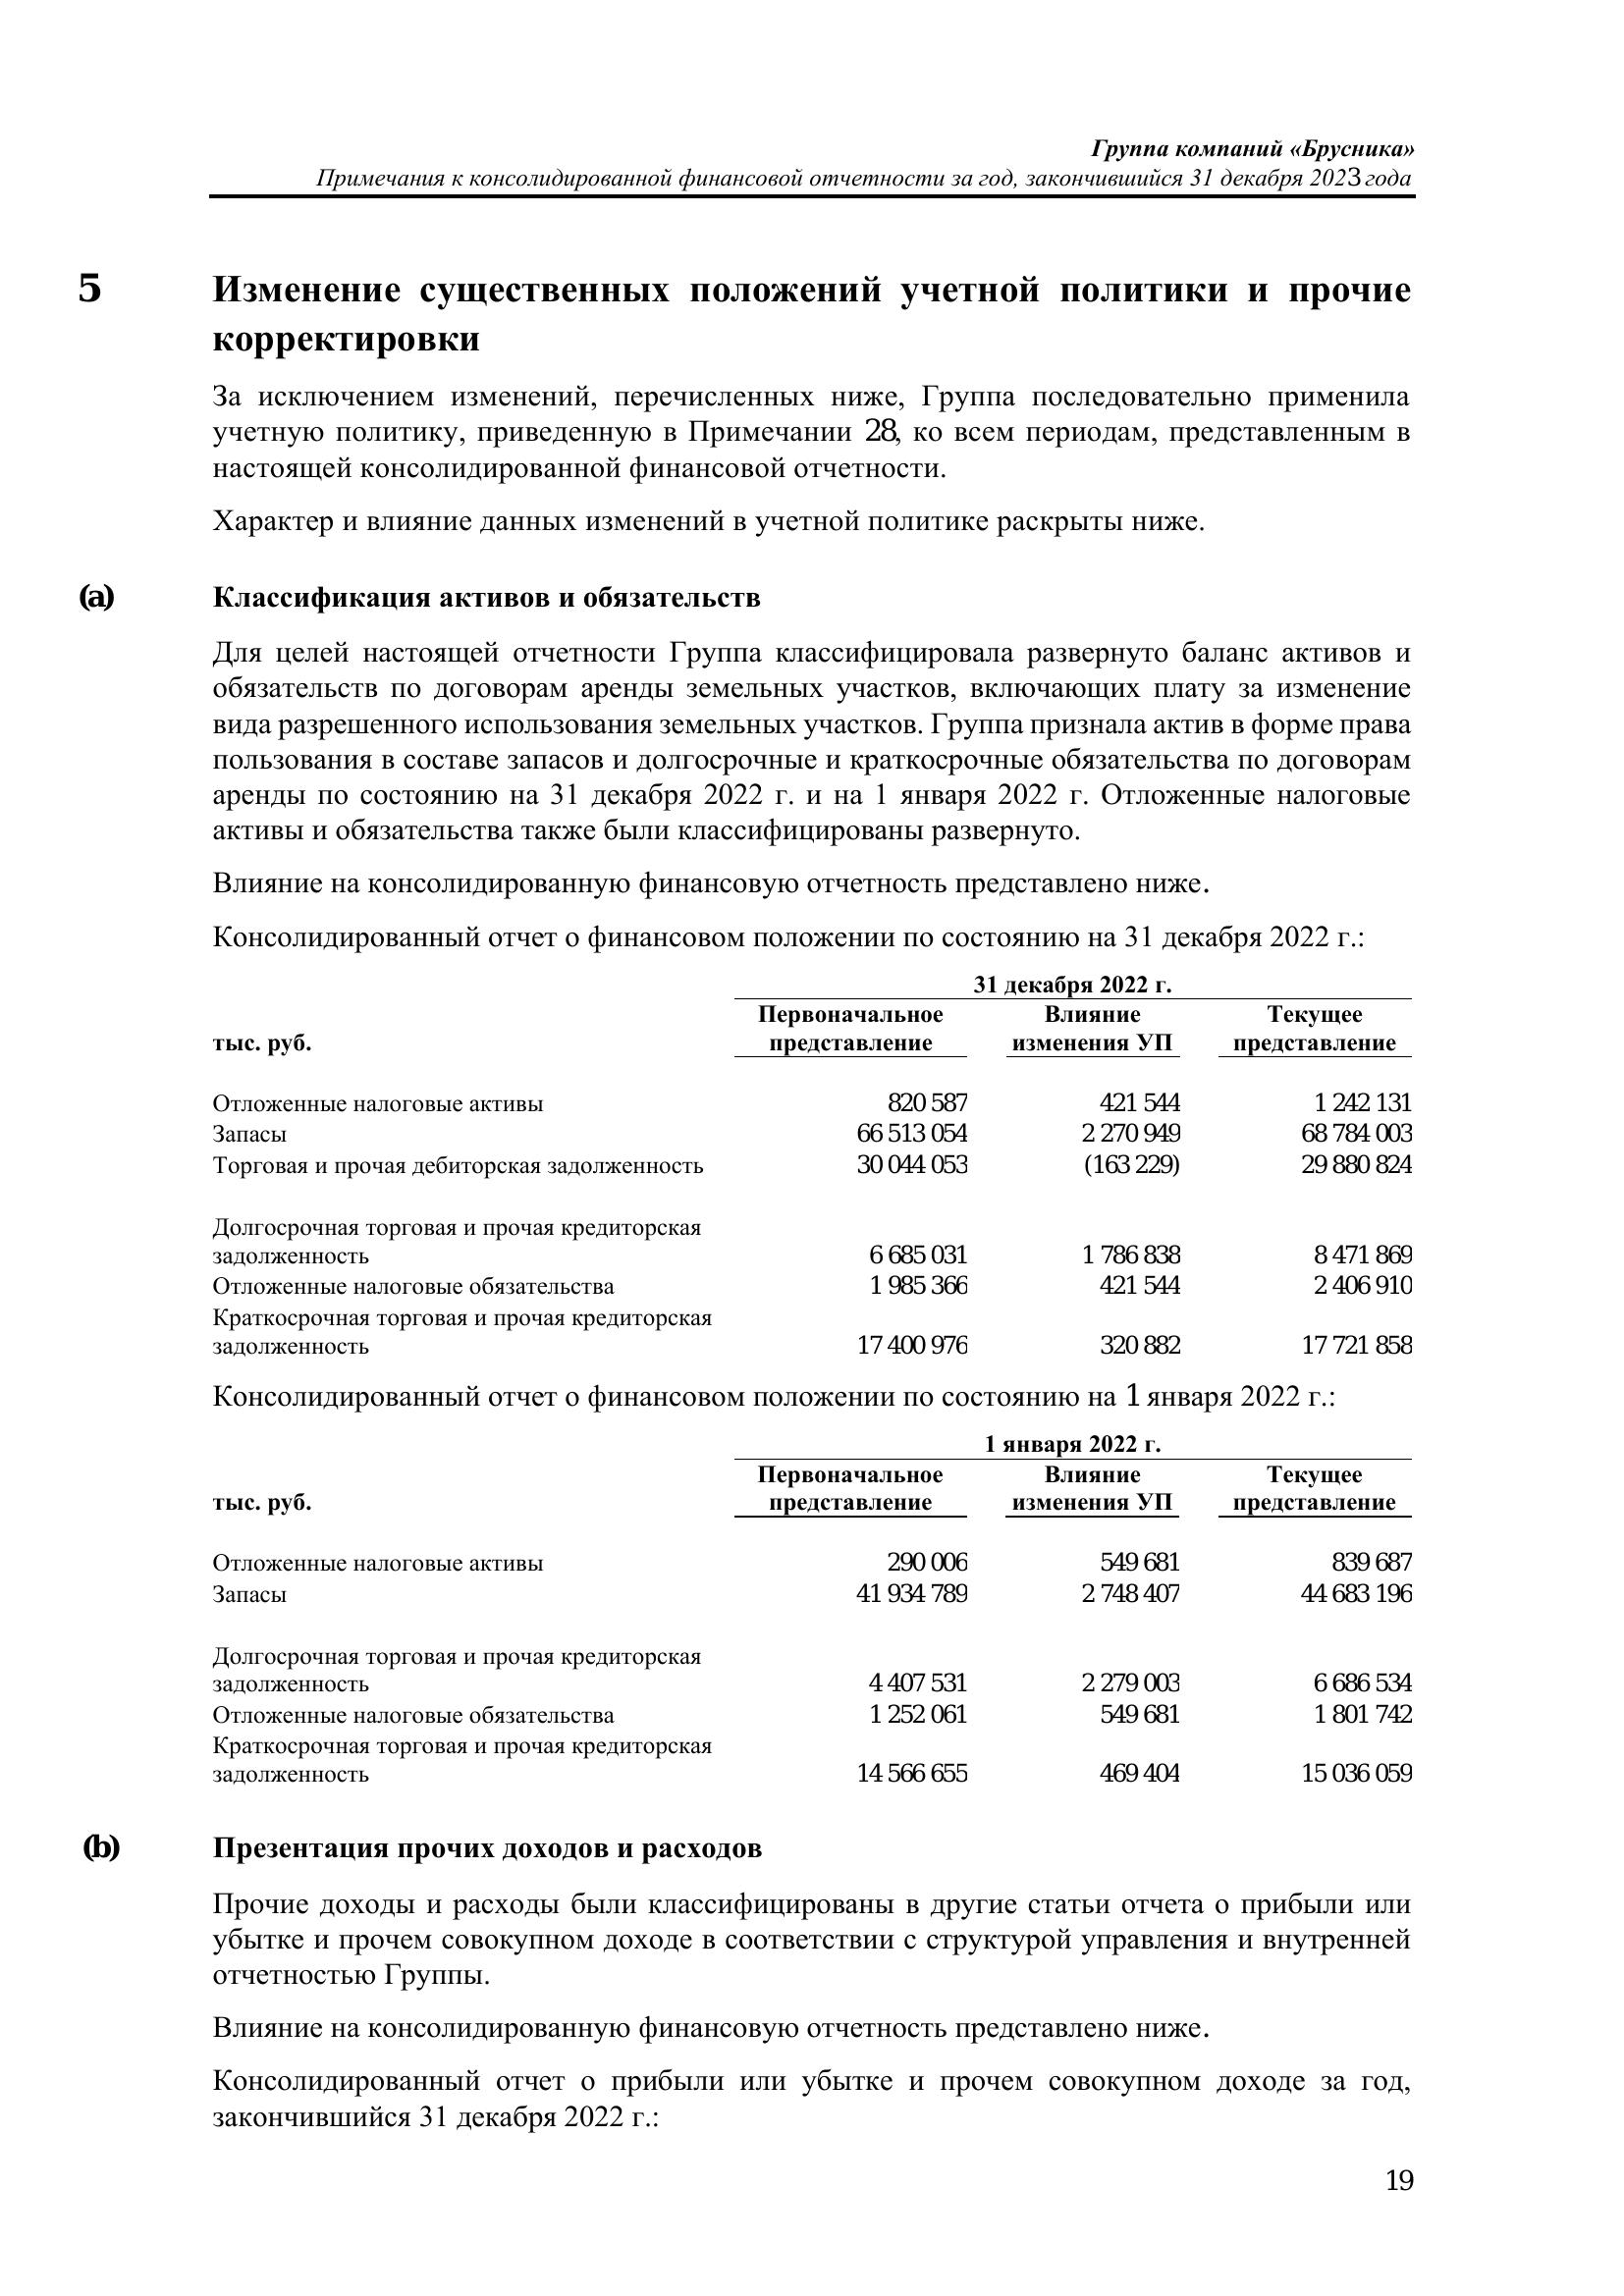 Группа компаний «Брусника»
Примечания к консолидированной финансовой отчетности за год, закончившийся 31 декабря 2023 года
5 Изменение существенных положений учетной политики и прочие
корректировки
За исключением изменений, перечисленных ниже, Группа последовательно применила
учетную политику, приведенную в Примечании 28, ко всем периодам, представленным в
настоящей консолидированной финансовой отчетности.
Характер и влияние данных изменений в учетной политике раскрыты ниже.
(a) Классификация активов и обязательств
Для целей настоящей отчетности Группа классифицировала развернуто баланс активов и
обязательств по договорам аренды земельных участков, включающих плату за изменение
вида разрешенного использования земельных участков. Группа признала актив в форме права
пользования в составе запасов и долгосрочные и краткосрочные обязательства по договорам
аренды по состоянию на 31 декабря 2022 г. и на 1 января 2022 г. Отложенные налоговые
активы и обязательства также были классифицированы развернуто.
Влияние на консолидированную финансовую отчетность представлено ниже.
Консолидированный отчет о финансовом положении по состоянию на 31 декабря 2022 г.:
31 декабря 2022 г.
Первоначальное Влияние Текущее
тыс. руб. представление изменения УП представление
Отложенные налоговые активы 820 587 421 544 1 242 131
Запасы 66 513 054 2 270 949 68 784 003
Торговая и прочая дебиторская задолженность 30 044 053 (163 229) 29 880 824
Долгосрочная торговая и прочая кредиторская
задолженность 6 685 031 1 786 838 8 471 869
Отложенные налоговые обязательства 1 985 366 421 544 2 406 910
Краткосрочная торговая и прочая кредиторская
задолженность 17 400 976 320 882 17 721 858
Консолидированный отчет о финансовом положении по состоянию на 1 января 2022 г.:
1 января 2022 г.
Первоначальное Влияние Текущее
тыс. руб. представление изменения УП представление
Отложенные налоговые активы 290 006 549 681 839 687
Запасы 41 934 789 2 748 407 44 683 196
Долгосрочная торговая и прочая кредиторская
задолженность 4 407 531 2 279 003 6 686 534
Отложенные налоговые обязательства 1 252 061 549 681 1 801 742
Краткосрочная торговая и прочая кредиторская
задолженность 14 566 655 469 404 15 036 059
(b) Презентация прочих доходов и расходов
Прочие доходы и расходы были классифицированы в другие статьи отчета о прибыли или
убытке и прочем совокупном доходе в соответствии с структурой управления и внутренней
отчетностью Группы.
Влияние на консолидированную финансовую отчетность представлено ниже.
Консолидированный отчет о прибыли или убытке и прочем совокупном доходе за год,
закончившийся 31 декабря 2022 г.:
19